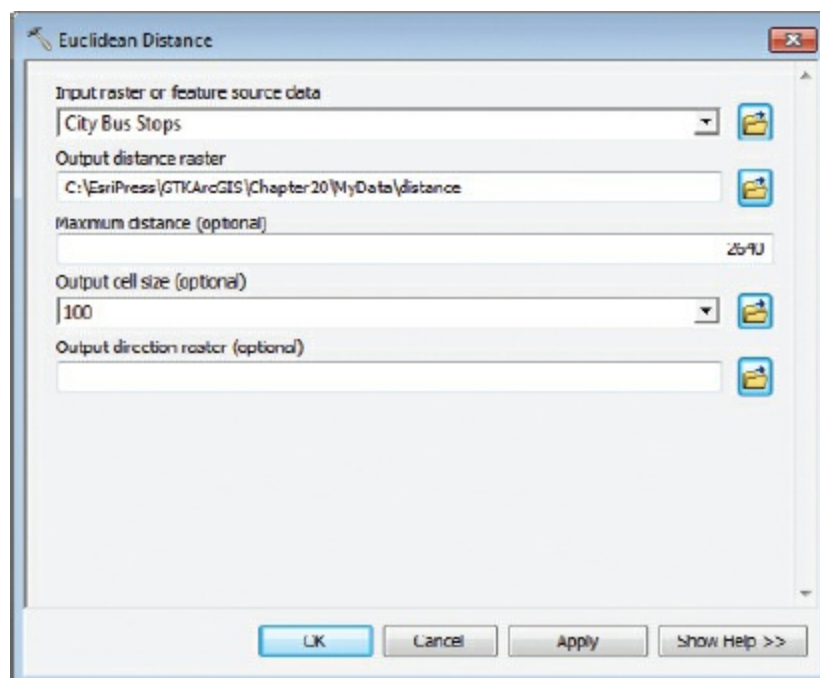 Euclidean Distance
Input raster or feature source data
City Bus Stops
Output distance raster
C:\EsriPress\GTKArcGIS\Chapter20\MyData\distance
Maximum distance (optional)
2640
Output cell size (optional)
100
Output direction raster (optional)
OK Cancel Apply Show Help >>